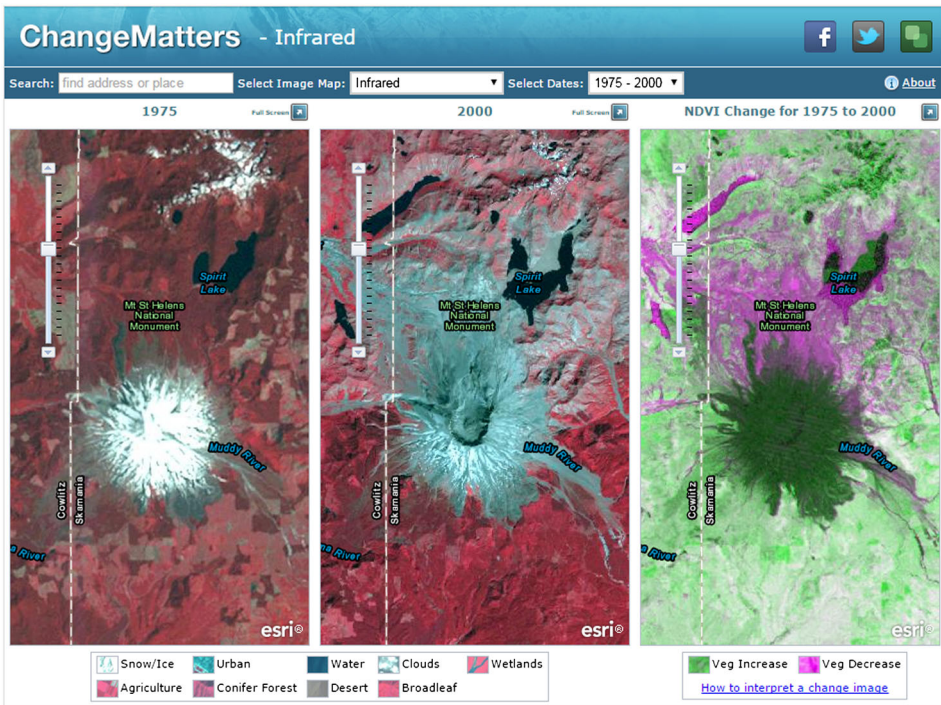 ChangeMatters - Infrared
Search: find address or place Select Image Map: Infrared Select Dates: 1975 - 2000 About
1975 Full Screen
2000 Full Screen
NDVI Change for 1975 to 2000
Spirit
Lake
Mt St Helens
National
Monument
Muddy River
Cowlitz
Skamania
a River
esri®
Spirit
Lake
Mt St Helens
National
Monument
Muddy River
Cowlitz
Skamania
ma River
esri®
Spirit
Lake
Mt St Helens
National
Monument
Muddy River
Cowlitz
Skamania
ma River
esri®
Snow/Ice Urban Water Clouds Wetlands
Agriculture Conifer Forest Desert Broadleaf
Veg Increase Veg Decrease
How to interpret a change image